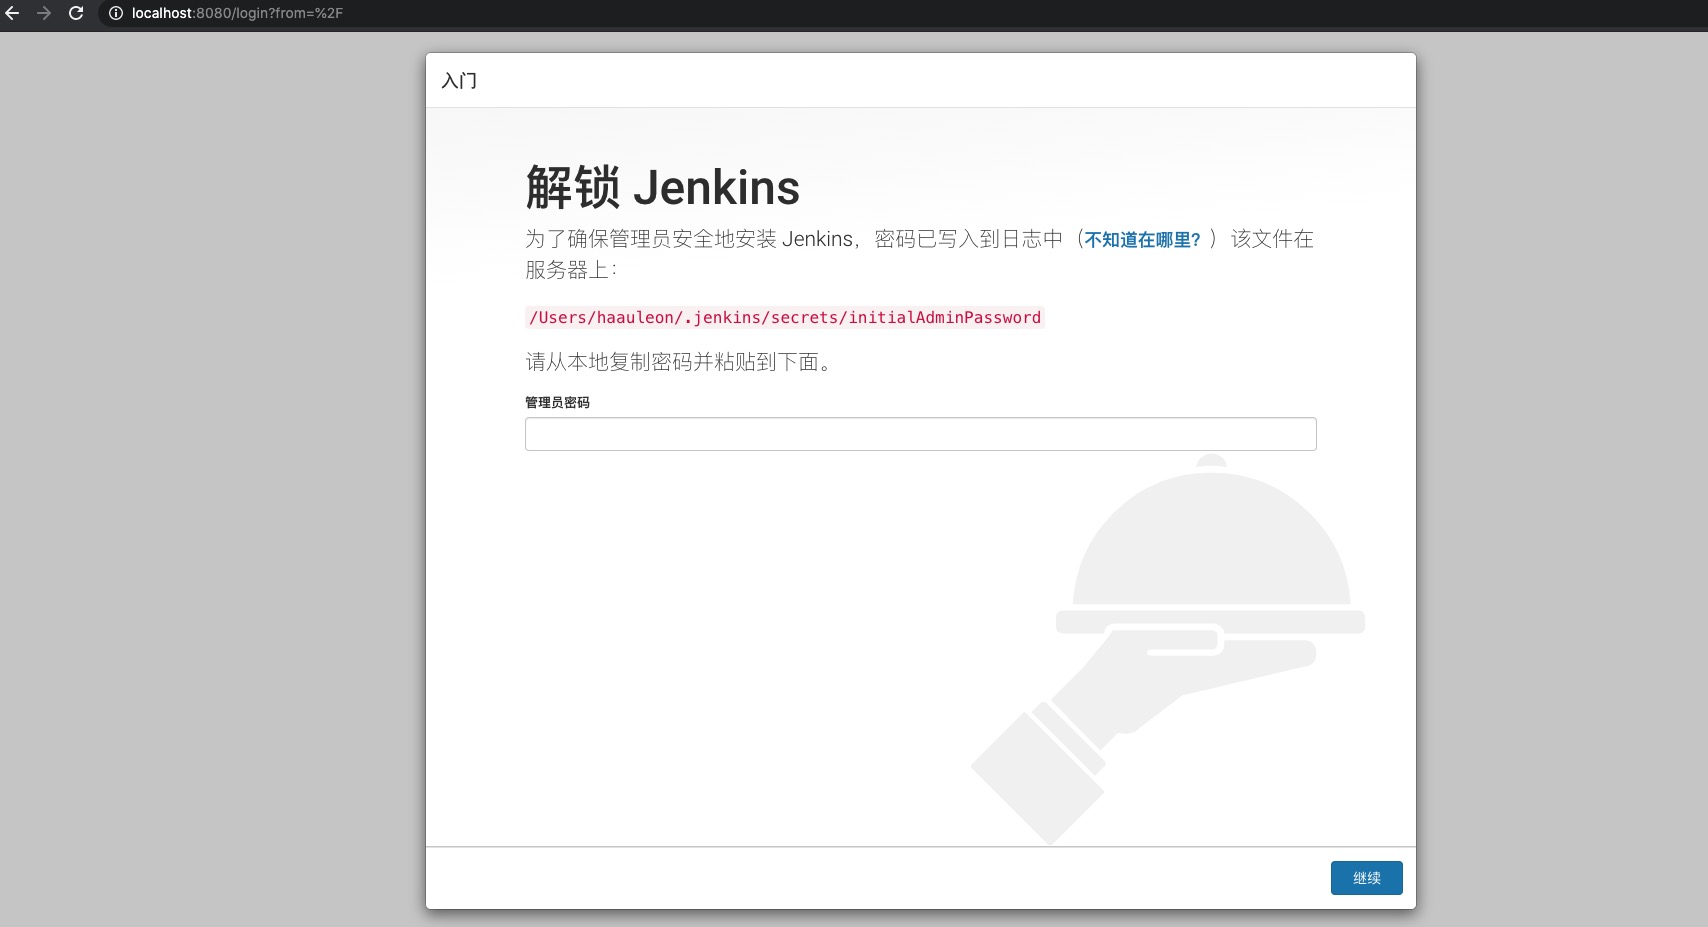 localhost:8080/login?from=%2F
入门
解锁 Jenkins
为了确保管理员安全地安装 Jenkins，密码已写入到日志中（不知道在哪里？）该文件在
服务器上：
/Users/haauleon/.jenkins/secrets/initialAdminPassword
请从本地复制密码并粘贴到下面。
管理员密码
继续